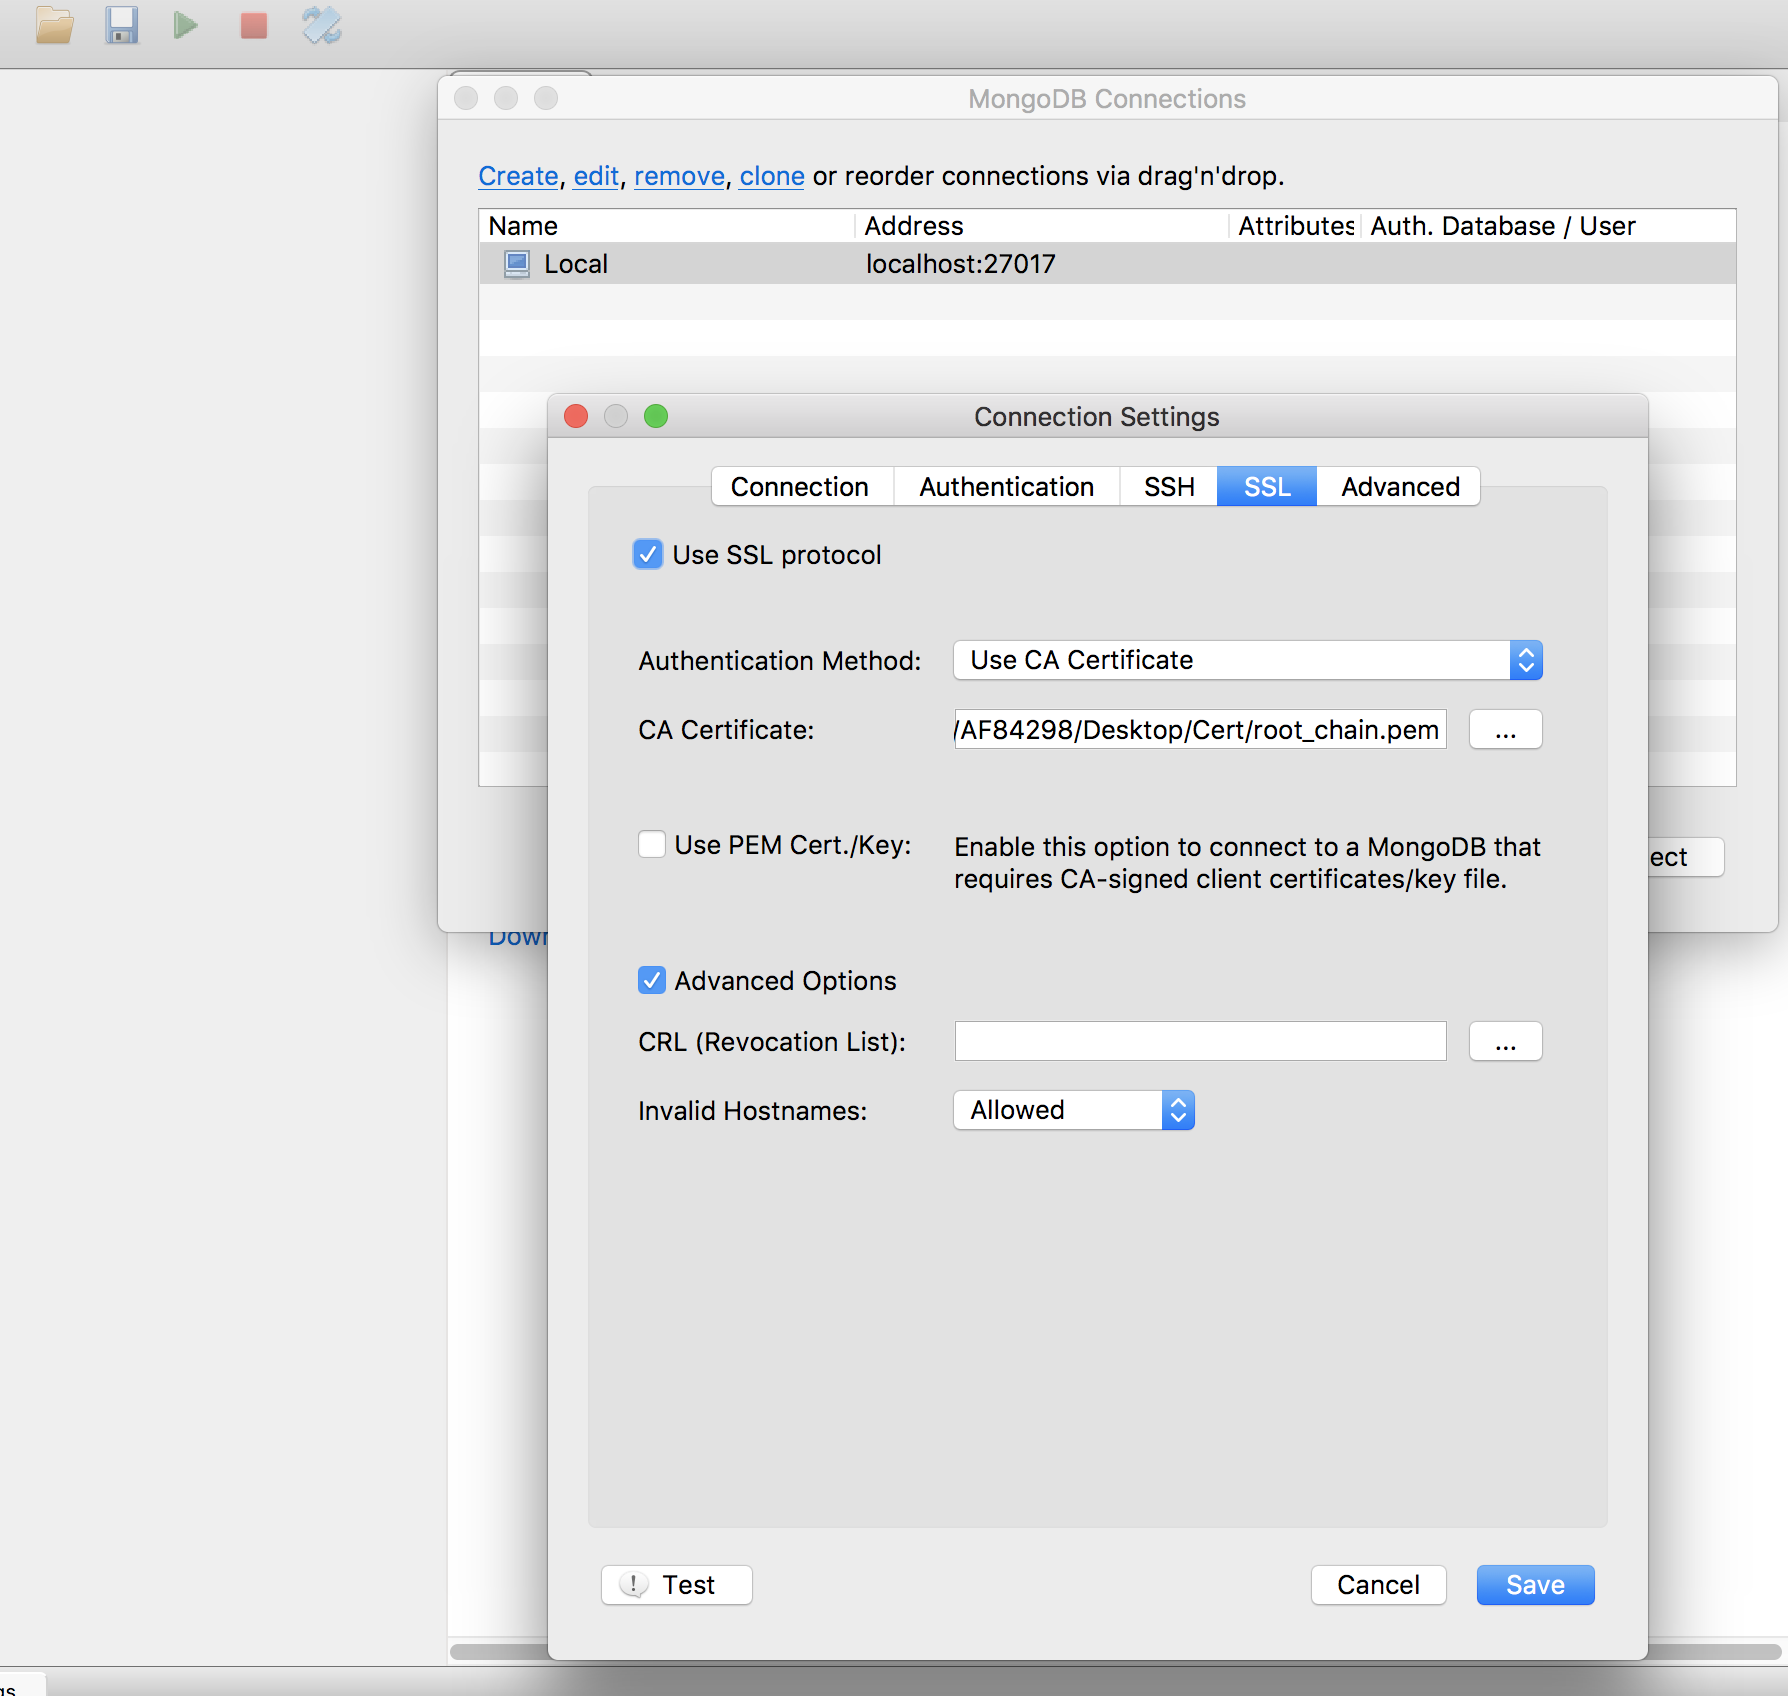 MongoDB Connections
Create, edit, remove, clone or reorder connections via drag'n'drop.
Name Address Attributes Auth. Database / User
Local localhost:27017
Connection Settings
Connection Authentication SSH SSL Advanced
Use SSL protocol
Authentication Method: Use CA Certificate
CA Certificate: /AF84298/Desktop/Cert/root_chain.pem ...
Use PEM Cert./Key: Enable this option to connect to a MongoDB that
requires CA-signed client certificates/key file.
ect
Down
Advanced Options
CRL (Revocation List): ...
Invalid Hostnames: Allowed
Test Cancel Save
gs